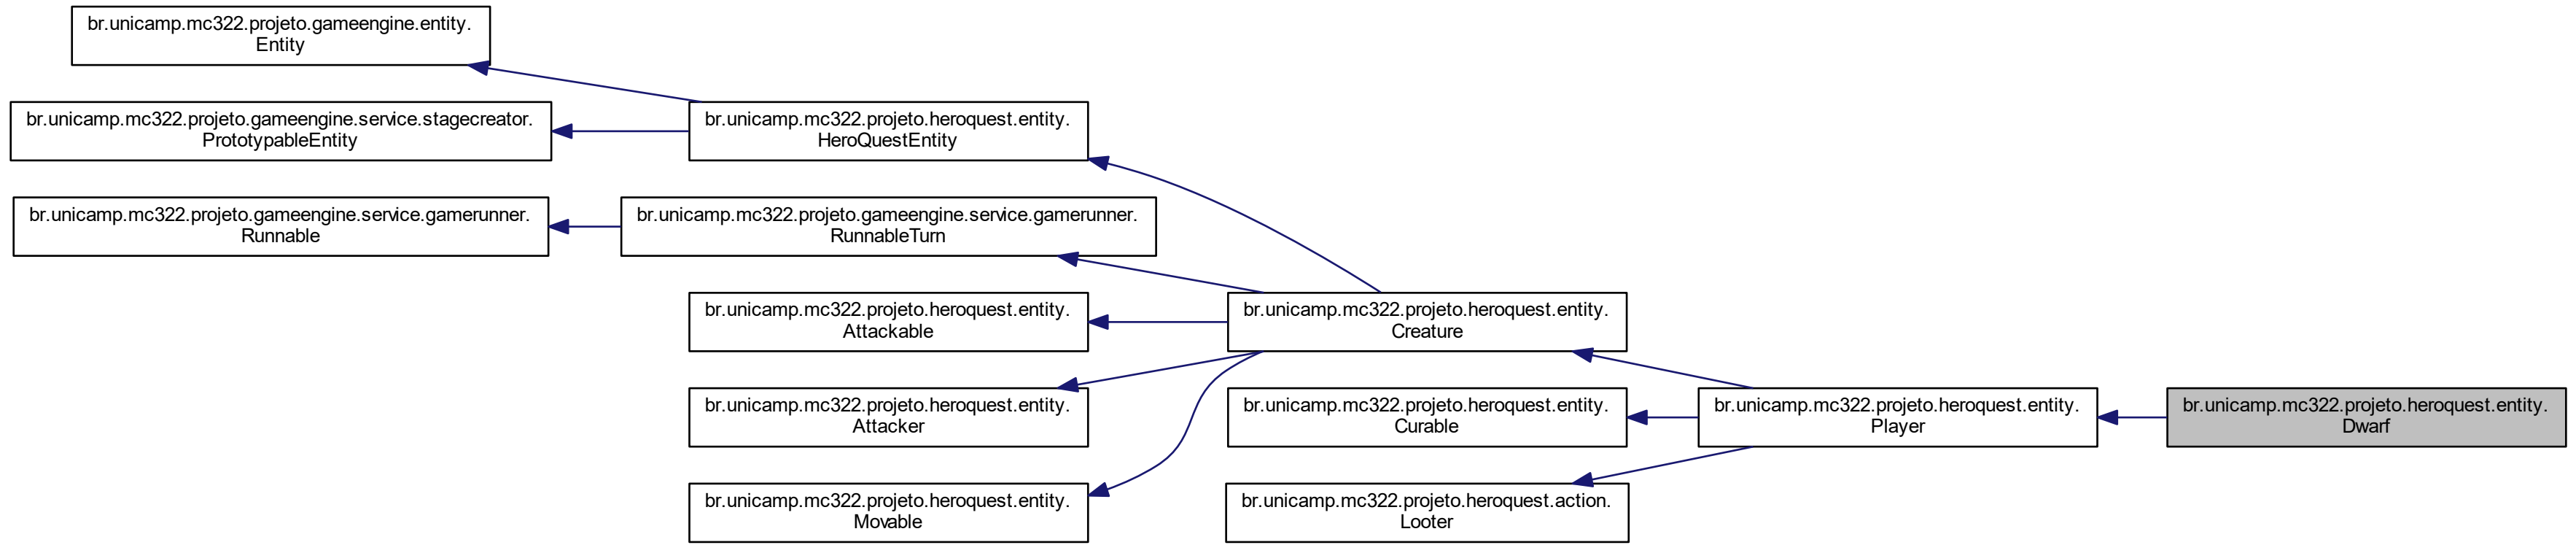 br.unicamp.mc322.projeto.gameengine.entity.
Entity
br.unicamp.mc322.projeto.gameengine.service.stagecreator.
PrototypableEntity
br.unicamp.mc322.projeto.heroquest.entity.
HeroQuestEntity
br.unicamp.mc322.projeto.gameengine.service.gamerunner.
Runnable
br.unicamp.mc322.projeto.gameengine.service.gamerunner.
RunnableTurn
br.unicamp.mc322.projeto.heroquest.entity.
Attackable
br.unicamp.mc322.projeto.heroquest.entity.
Creature
br.unicamp.mc322.projeto.heroquest.entity.
Attacker
br.unicamp.mc322.projeto.heroquest.entity.
Curable
br.unicamp.mc322.projeto.heroquest.entity.
Player
br.unicamp.mc322.projeto.heroquest.entity.
Dwarf
br.unicamp.mc322.projeto.heroquest.entity.
Movable
br.unicamp.mc322.projeto.heroquest.action.
Looter